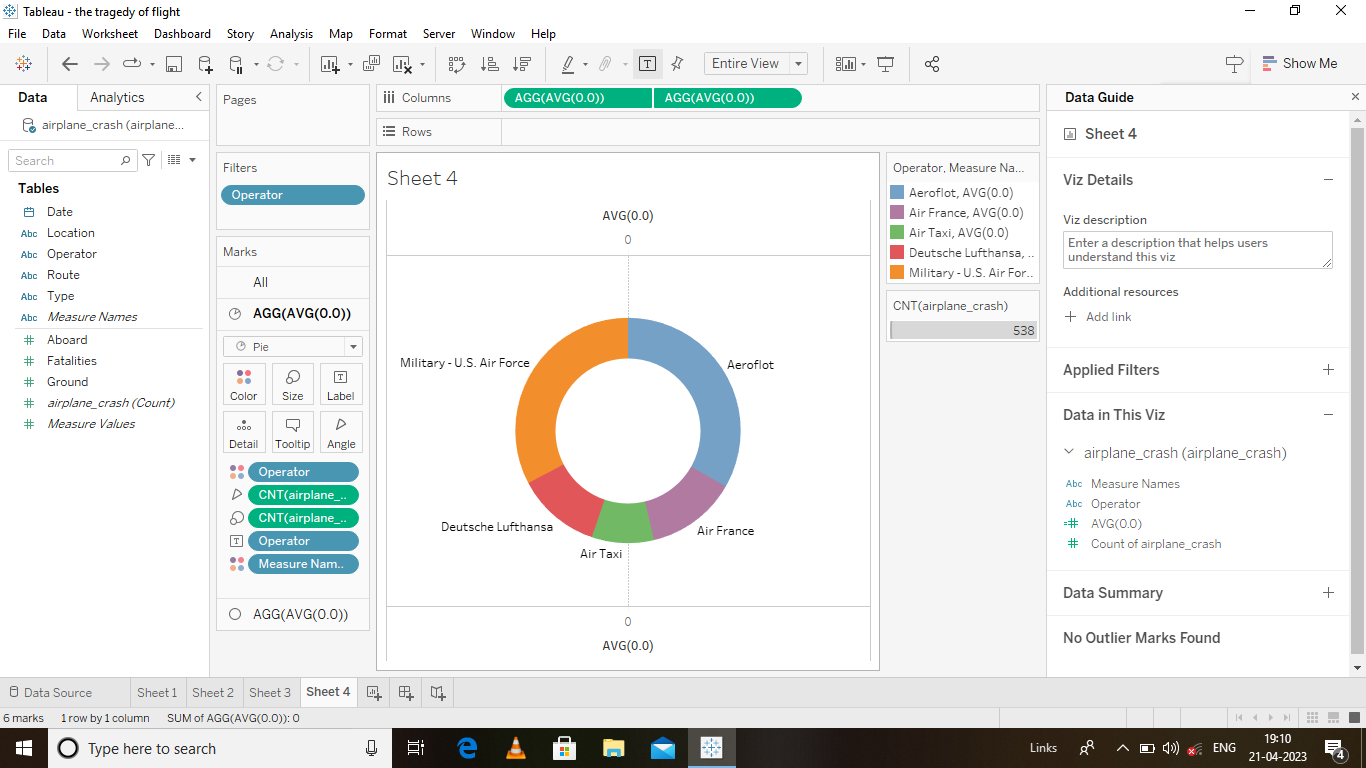 Tableau - the tragedy of flight
File Data Worksheet Dashboard Story Analysis Map Format Server Window Help
Entire View
Show Me
Data Analytics
airplane_crash (airplane...
Search
Tables
Date
Abc Location
Abc Operator
Abc Route
Abc Type
Abc Measure Names
Aboard
Fatalities
Ground
airplane_crash (Count)
Measure Values
Pages
Filters
Operator
Marks
All
AGG(AVG(0.0))
Pie
Color Size Label
Detail Tooltip Angle
Operator
CNT(airplane_..
CNT(airplane_..
Operator
Measure Nam..
AGG(AVG(0.0))
Columns AGG(AVG(0.0)) AGG(AVG(0.0))
Rows
Sheet 4
AVG(0.0)
0
Military - U.S. Air Force
Aeroflot
Deutsche Lufthansa
Air France
Air Taxi
0
AVG(0.0)
Operator, Measure Na...
Aeroflot, AVG(0.0)
Air France, AVG(0.0)
Air Taxi, AVG(0.0)
Deutsche Lufthansa, ..
Military - U.S. Air For..
CNT(airplane_crash)
538
Data Guide
Sheet 4
Viz Details
Viz description
Enter a description that helps users
understand this viz
Additional resources
Add link
Applied Filters
Data in This Viz
airplane_crash (airplane_crash)
Abc Measure Names
Abc Operator
AVG(0.0)
Count of airplane_crash
Data Summary
No Outlier Marks Found
Data Source Sheet 1 Sheet 2 Sheet 3 Sheet 4
6 marks 1 row by 1 column SUM of AGG(AVG(0.0)): 0
Type here to search
Links
ENG
19:10
21-04-2023
4